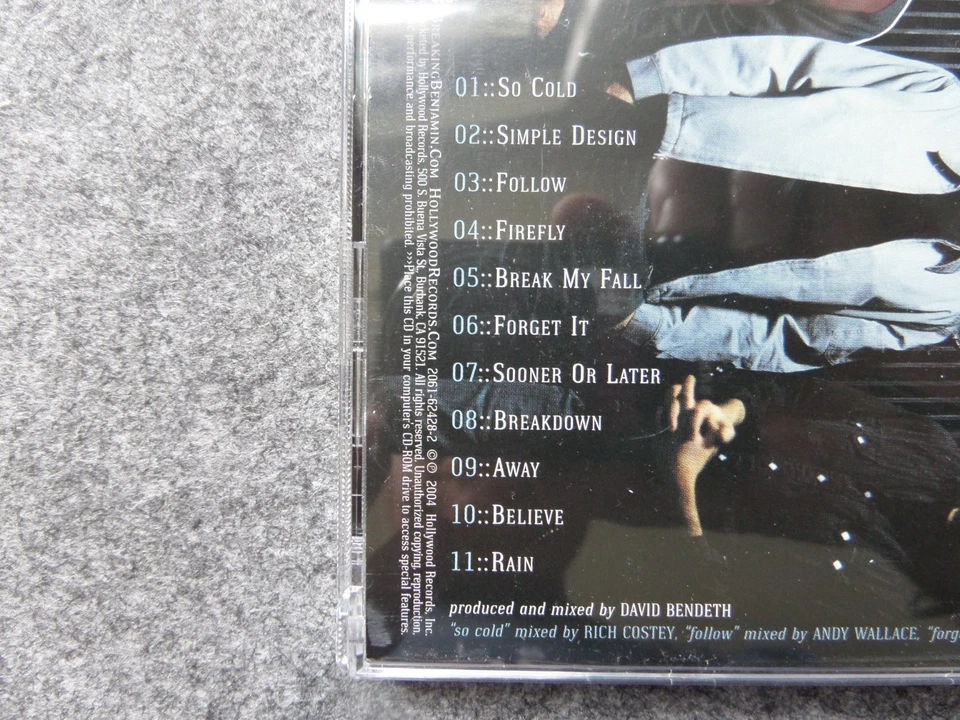 01::So Cold
02::Simple Design
03::Follow
04::Firefly
05::Break My Fall
06::Forget It
07::Sooner Or Later
08::Breakdown
09::Away
10::Believe
11::Rain
produced and mixed by DAVID BENDETH
"so cold" mixed by RICH COSTEY, "follow" mixed by ANDY WALLACE, "forg
BreakingBenjamin.Com HollywoodRecords.Com 2061-62428-2 © ℗ 2004 Hollywood Records, Inc.
Hollywood Records, 500 S. Buena Vista St., Burbank, CA 91521. All rights reserved. Unauthorized copying, reproduction,
performance and broadcasting prohibited. >>>Place this CD in your computer's CD-ROM drive to access special features.